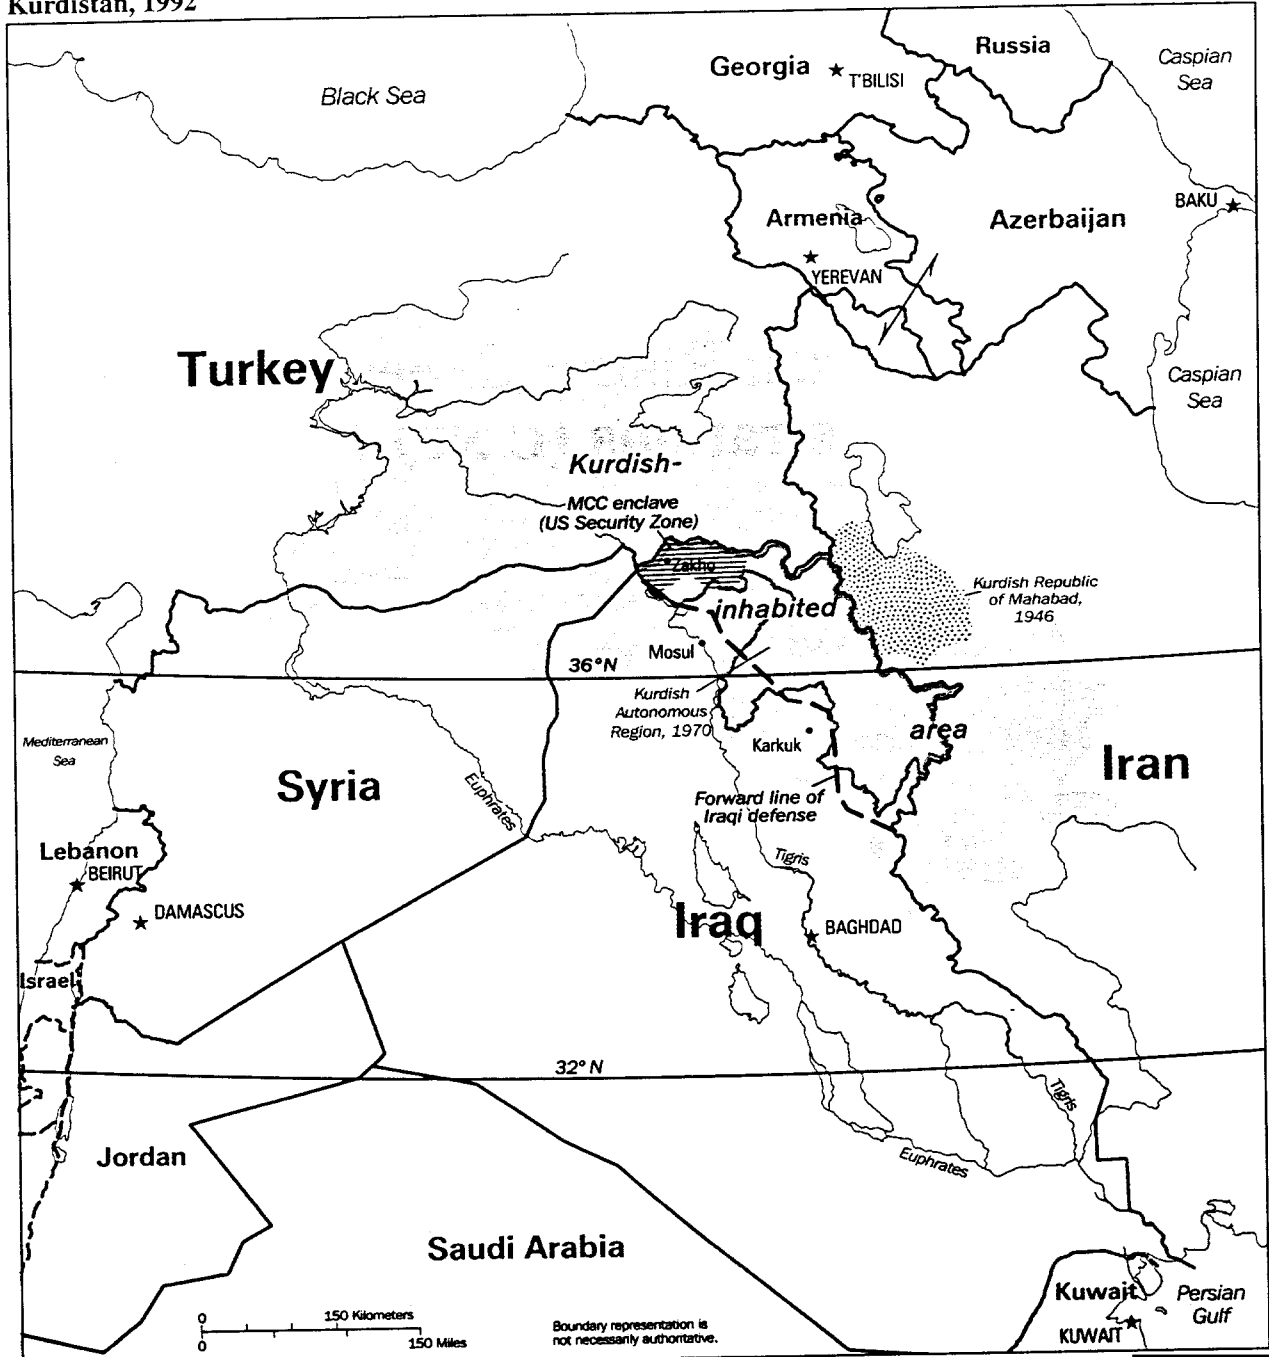 Kurdistan, 1992
Russia
Georgia
T'BILISI
Caspian
Sea
Black Sea
BAKU
Armenia
Azerbaijan
YEREVAN
Turkey
Caspian
Sea
Kurdish-
MCC enclave
(US Security Zone)
Zakho
Kurdish Republic
of Mahabad,
1946
inhabited
Mosul
36°N
Kurdish
Autonomous
Region, 1970
area
Karkuk
Mediterranean
Sea
Iran
Syria
Euphrates
Forward line of
Iraqi defense
Lebanon
BEIRUT
Tigris
DAMASCUS
Iraq
BAGHDAD
Israel
32° N
Tigris
Jordan
Euphrates
Saudi Arabia
Kuwait
Persian
Gulf
KUWAIT
0 150 Kilometers
0 150 Miles
Boundary representation is
not necessarily authoritative.